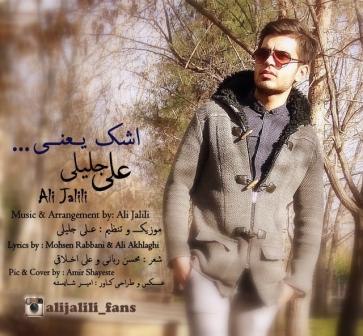 اشک یعنی ...
علی جلیلی
Ali Jalili
Music & Arrangement by: Ali Jalili
موزیک و تنظیم : علی جلیلی
Lyrics by : Mohsen Rabbani & Ali Akhlaghi
شعر : محسن ربانی و علی اخلاقی
Pic & Cover by : Amir Shayeste
عکس و طراحی کاور : امیر شایسته
@alijalili_fans